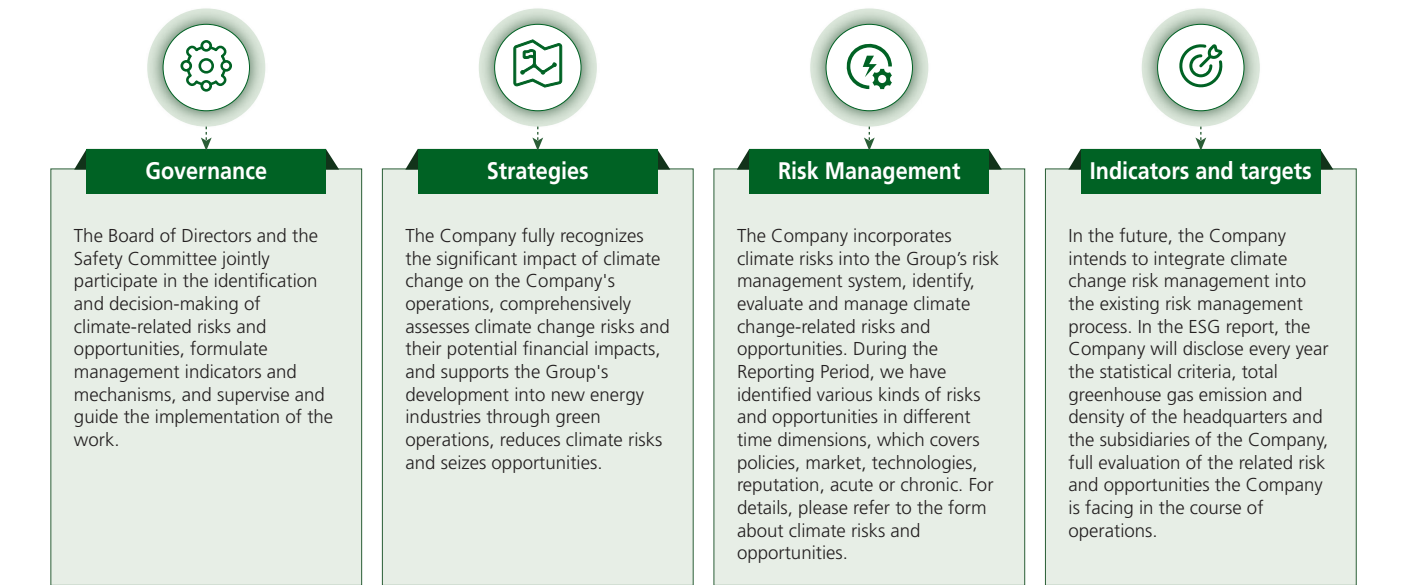 Governance
The Board of Directors and the
Safety Committee jointly
participate in the identification
and decision-making of
climate-related risks and
opportunities, formulate
management indicators and
mechanisms, and supervise and
guide the implementation of the
work.
Strategies
The Company fully recognizes
the significant impact of climate
change on the Company's
operations, comprehensively
assesses climate change risks and
their potential financial impacts,
and supports the Group's
development into new energy
industries through green
operations, reduces climate risks
and seizes opportunities.
Risk Management
The Company incorporates
climate risks into the Group’s risk
management system, identify,
evaluate and manage climate
change-related risks and
opportunities. During the
Reporting Period, we have
identified various kinds of risks
and opportunities in different
time dimensions, which covers
policies, market, technologies,
reputation, acute or chronic. For
details, please refer to the form
about climate risks and
opportunities.
Indicators and targets
In the future, the Company
intends to integrate climate
change risk management into
the existing risk management
process. In the ESG report, the
Company will disclose every year
the statistical criteria, total
greenhouse gas emission and
density of the headquarters and
the subsidiaries of the Company,
full evaluation of the related risk
and opportunities the Company
is facing in the course of
operations.